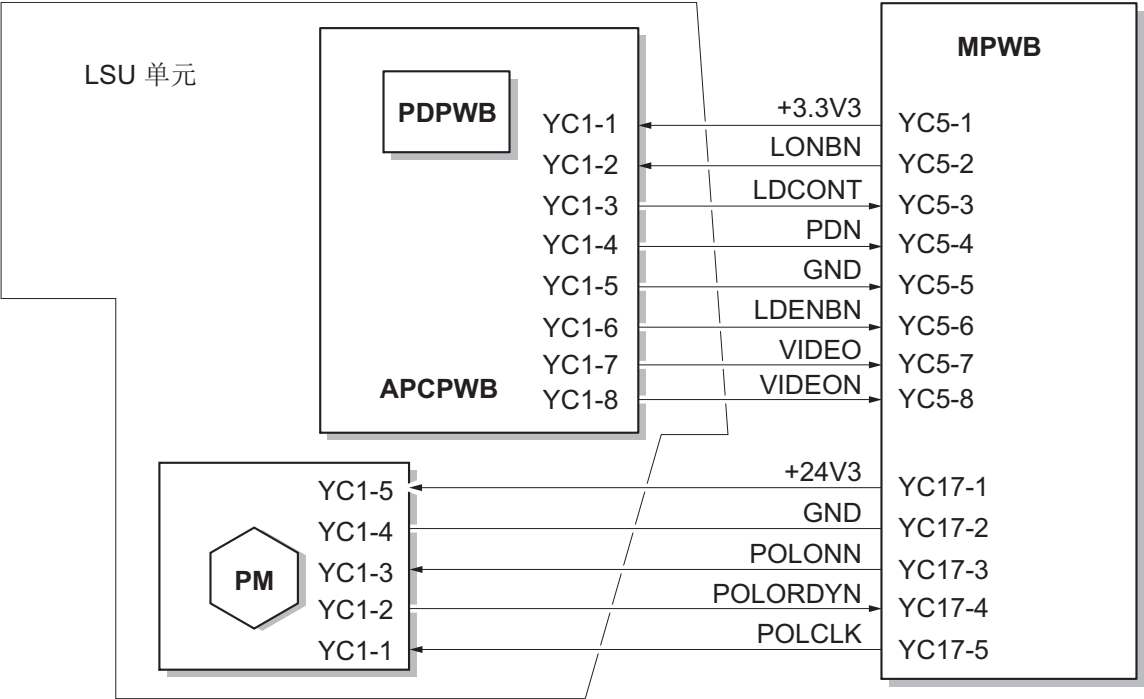 LSU 单元
PDPWB
APCPWB
MPWB
YC1-1 +3.3V3 YC5-1
YC1-2 LONBN YC5-2
YC1-3 LDCONT YC5-3
YC1-4 PDN YC5-4
YC1-5 GND YC5-5
YC1-6 LDENBN YC5-6
YC1-7 VIDEO YC5-7
YC1-8 VIDEON YC5-8
PM
YC1-5 +24V3 YC17-1
YC1-4 GND YC17-2
YC1-3 POLONN YC17-3
YC1-2 POLORDYN YC17-4
YC1-1 POLCLK YC17-5